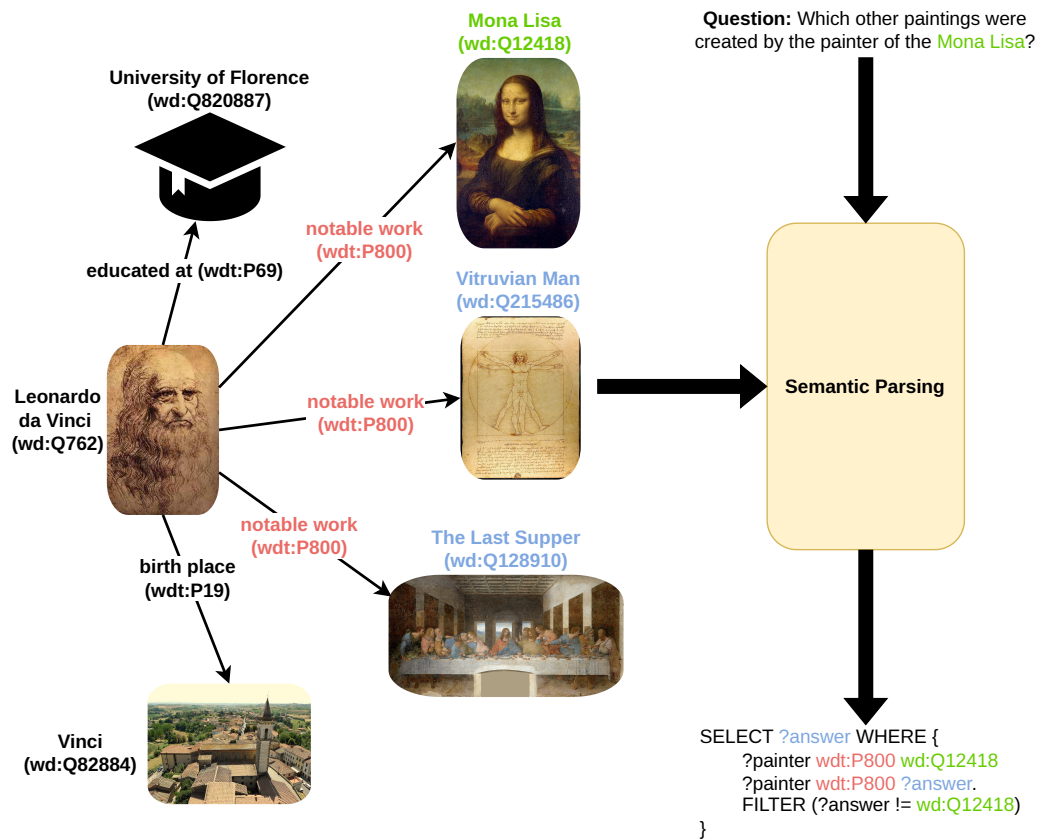 Mona Lisa
(wd:Q12418)
Question: Which other paintings were
created by the painter of the Mona Lisa?
University of Florence
(wd:Q820887)
notable work
(wdt:P800)
educated at (wdt:P69)
Vitruvian Man
(wd:Q215486)
Leonardo
da Vinci
(wd:Q762)
notable work
(wdt:P800)
Semantic Parsing
notable work
(wdt:P800)
The Last Supper
(wd:Q128910)
birth place
(wdt:P19)
Vinci
(wd:Q82884)
SELECT ?answer WHERE {
?painter wdt:P800 wd:Q12418
?painter wdt:P800 ?answer.
FILTER (?answer != wd:Q12418)
}